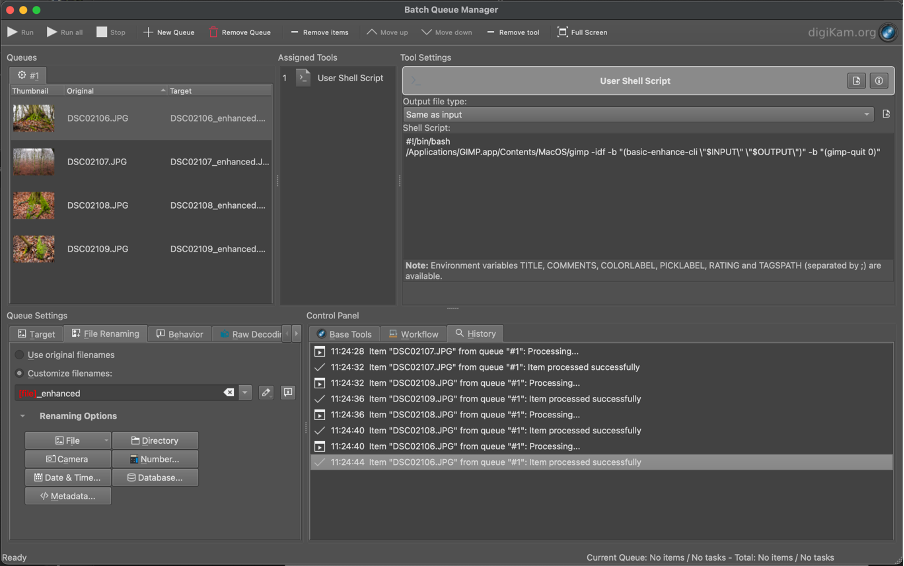 Batch Queue Manager
Run Run all Stop New Queue Remove Queue Remove items Move up Move down Remove tool Full Screen digiKam.org
Queues
#1
Thumbnail Original Target
DSC02106.JPG DSC02106_enhanced....
DSC02107.JPG DSC02107_enhanced.J...
DSC02108.JPG DSC02108_enhanced....
DSC02109.JPG DSC02109_enhanced....
Assigned Tools
1 User Shell Script
Tool Settings
User Shell Script
Output file type:
Same as input
Shell Script:
#!/bin/bash
/Applications/GIMP.app/Contents/MacOS/gimp -idf -b "(basic-enhance-cli \"$INPUT\" \"$OUTPUT\")" -b "(gimp-quit 0)"
Note: Environment variables TITLE, COMMENTS, COLORLABEL, PICKLABEL, RATING and TAGSPATH (separated by ;) are
available.
Queue Settings
Target File Renaming Behavior Raw Decodin
Use original filenames
Customize filenames:
_enhanced
Renaming Options
File Directory
Camera Number...
Date & Time... Database...
Metadata...
Control Panel
Base Tools Workflow History
11:24:28 Item "DSC02107.JPG" from queue "#1": Processing...
11:24:32 Item "DSC02107.JPG" from queue "#1": Item processed successfully
11:24:32 Item "DSC02109.JPG" from queue "#1": Processing...
11:24:36 Item "DSC02109.JPG" from queue "#1": Item processed successfully
11:24:36 Item "DSC02108.JPG" from queue "#1": Processing...
11:24:40 Item "DSC02108.JPG" from queue "#1": Item processed successfully
11:24:40 Item "DSC02106.JPG" from queue "#1": Processing...
11:24:44 Item "DSC02106.JPG" from queue "#1": Item processed successfully
Ready
Current Queue: No items / No tasks - Total: No items / No tasks